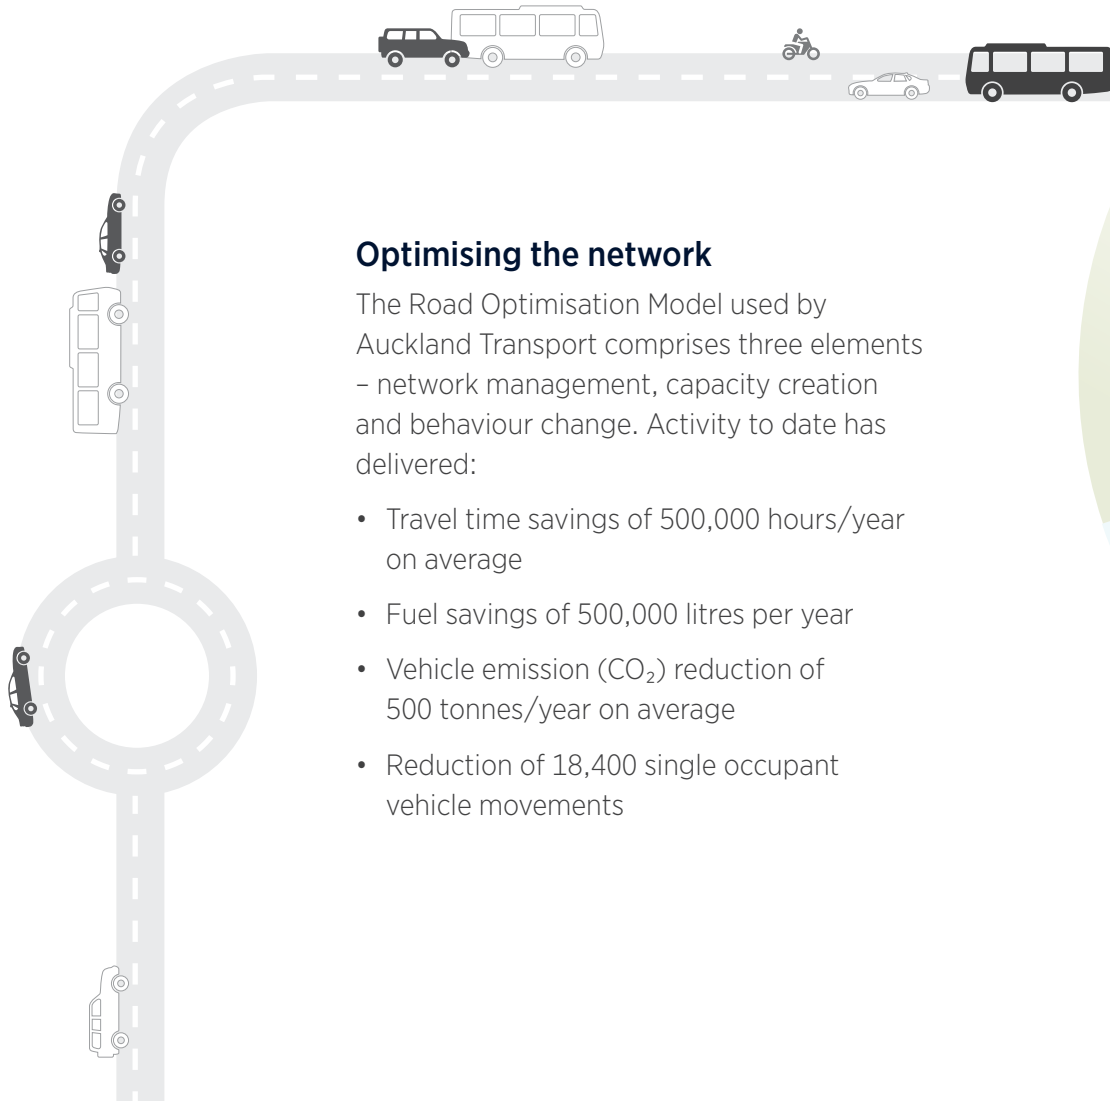 Optimising the network
The Road Optimisation Model used by
Auckland Transport comprises three elements
– network management, capacity creation
and behaviour change. Activity to date has
delivered:
• Travel time savings of 500,000 hours/year
on average
• Fuel savings of 500,000 litres per year
• Vehicle emission (CO₂) reduction of
500 tonnes/year on average
• Reduction of 18,400 single occupant
vehicle movements